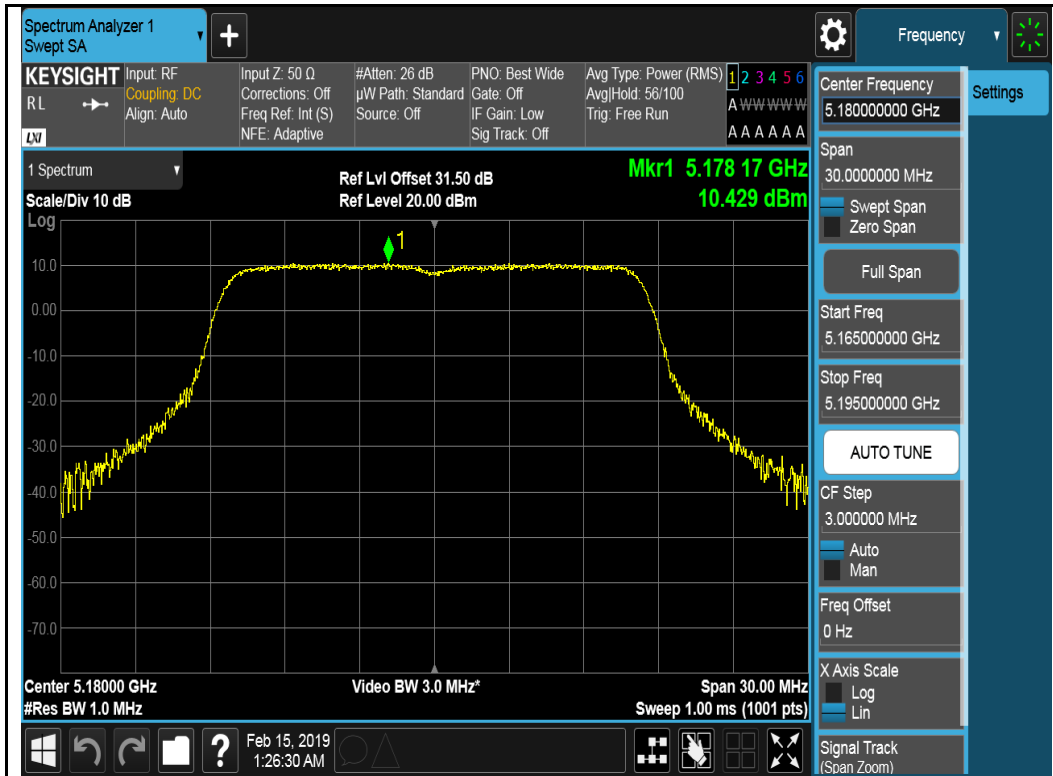 Spectrum Analyzer 1
Swept SA
+
Frequency
KEYSIGHT
R L
LXI
Input: RF
Coupling: DC
Align: Auto
Input Z: 50 Ω
Corrections: Off
Freq Ref: Int (S)
NFE: Adaptive
#Atten: 26 dB
µW Path: Standard
Source: Off
PNO: Best Wide
Gate: Off
IF Gain: Low
Sig Track: Off
Avg Type: Power (RMS)
Avg|Hold: 56/100
Trig: Free Run
1 2 3 4 5 6
A W W W W W
A A A A A A
1 Spectrum
Scale/Div 10 dB
Ref Lvl Offset 31.50 dB
Ref Level 20.00 dBm
Mkr1 5.178 17 GHz
10.429 dBm
Log
1
10.0
0.00
-10.0
-20.0
-30.0
-40.0
-50.0
-60.0
-70.0
Center 5.18000 GHz
#Res BW 1.0 MHz
Video BW 3.0 MHz*
Span 30.00 MHz
Sweep 1.00 ms (1001 pts)
?
Feb 15, 2019
1:26:30 AM
Center Frequency
5.180000000 GHz
Span
30.0000000 MHz
Swept Span
Zero Span
Full Span
Start Freq
5.165000000 GHz
Stop Freq
5.195000000 GHz
AUTO TUNE
CF Step
3.000000 MHz
Auto
Man
Freq Offset
0 Hz
X Axis Scale
Log
Lin
Signal Track
(Span Zoom)
Settings